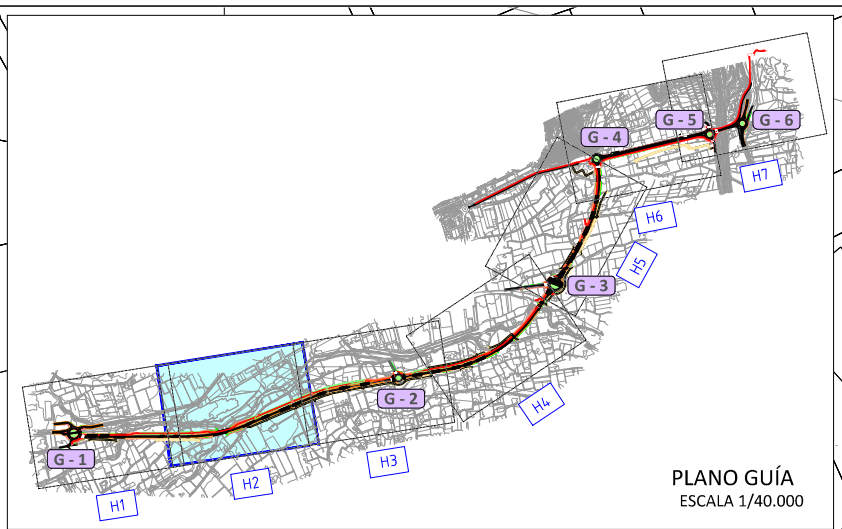 G - 5
G - 6
G - 4
H7
H6
H5
G - 3
G - 2
H4
G - 1
H3
H2
H1
PLANO GUÍA
ESCALA 1/40.000